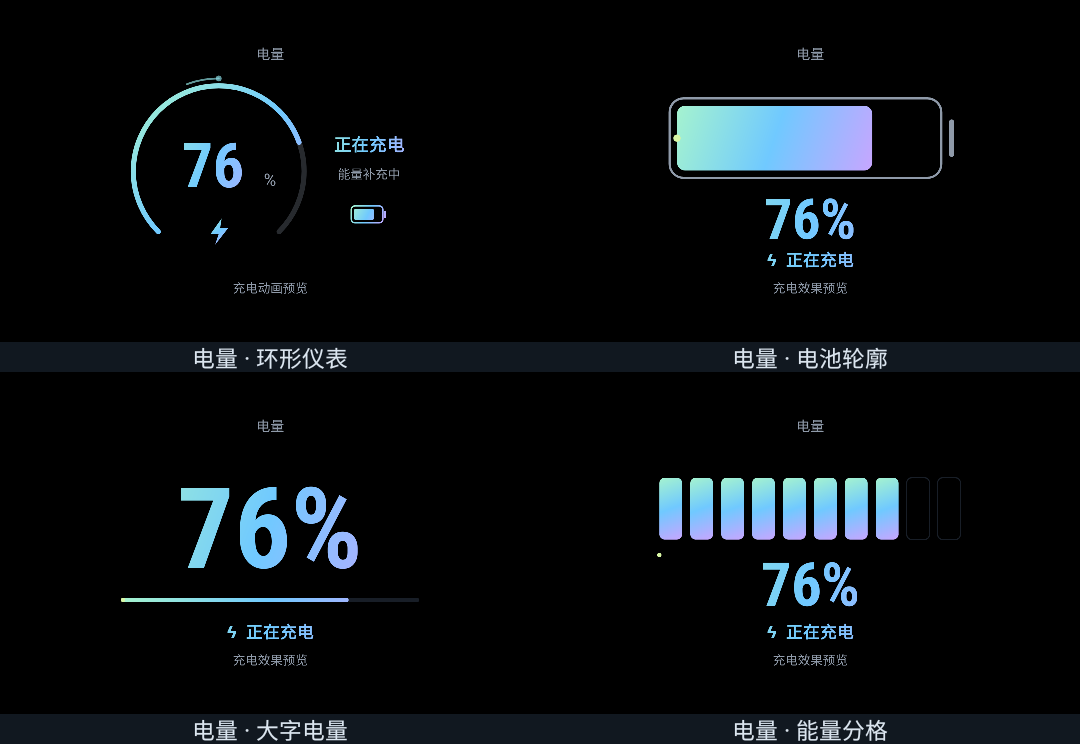 电量
76 %
正在充电
能量补充中
充电动画预览
电量 · 环形仪表
电量
76%
正在充电
充电效果预览
电量 · 电池轮廓
电量
76%
正在充电
充电效果预览
电量 · 大字电量
电量
76%
正在充电
充电效果预览
电量 · 能量分格